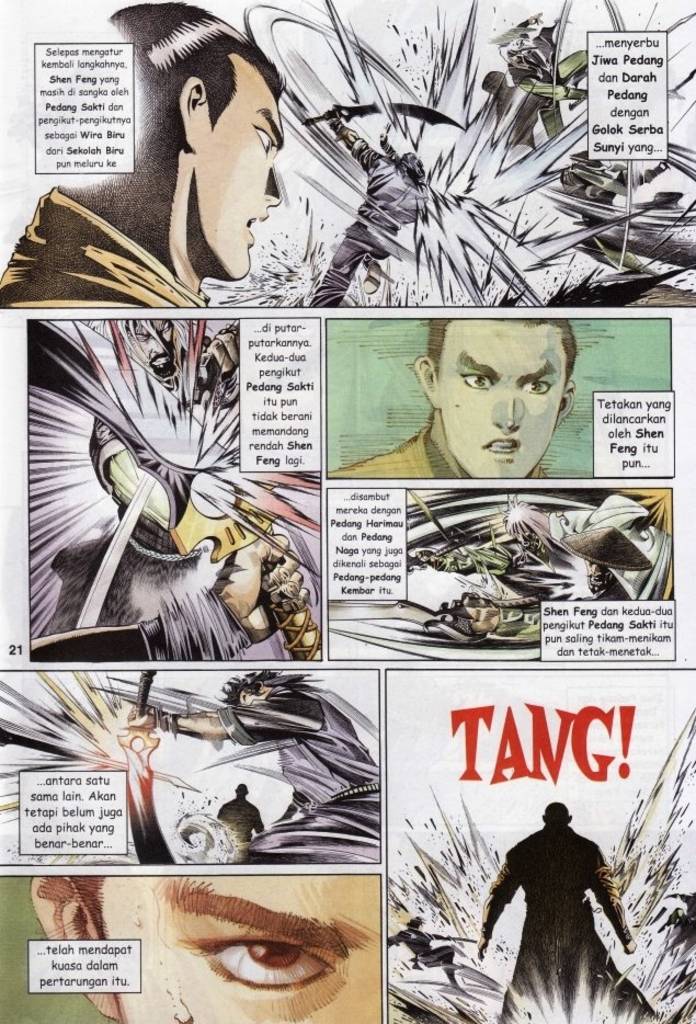 Selepas mengatur
kembali langkahnya,
Shen Feng yang
masih di sangka oleh
Pedang Sakti dan
pengikut-pengikutnya
sebagai Wira Biru
dari Sekolah Biru
pun meluru ke
...menyerbu
Jiwa Pedang
dan Darah
Pedang
dengan
Golok Serba
Sunyi yang...
...di putar-
putarkannya.
Kedua-dua
pengikut
Pedang Sakti
itu pun
tidak berani
memandang
rendah Shen
Feng lagi.
Tetakan yang
dilancarkan
oleh Shen
Feng itu
pun...
...disambut
mereka dengan
Pedang Harimau
dan Pedang
Naga yang juga
dikenali sebagai
Pedang-pedang
Kembar itu.
Shen Feng dan kedua-dua
pengikut Pedang Sakti itu
pun saling tikam-menikam
dan tetak-menetak...
21
...antara satu
sama lain. Akan
tetapi belum juga
ada pihak yang
benar-benar...
TANG!
...telah mendapat
kuasa dalam
pertarungan itu.